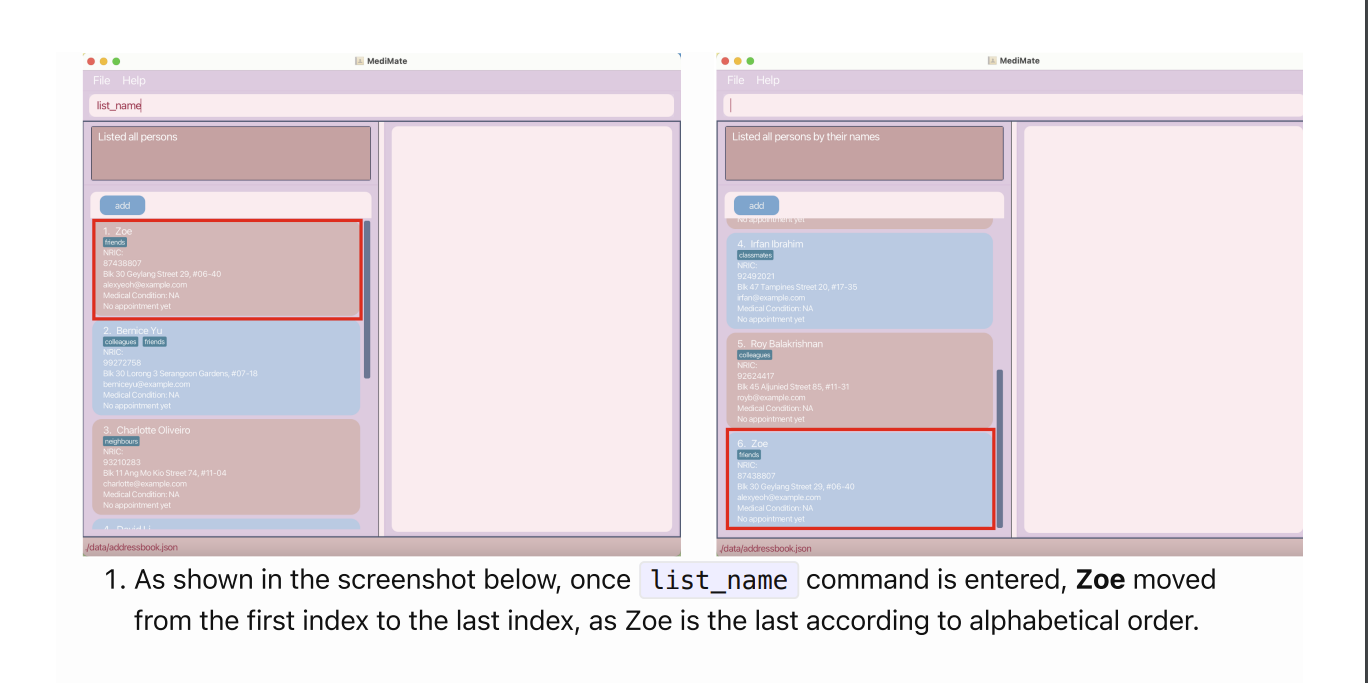 MediMate
File Help
list_name
Listed all persons
add
1. Zoe
friends
NRIC:
87438807
Blk 30 Geylang Street 29, #06-40
alexyeoh@example.com
Medical Condition: NA
No appointment yet
2. Bernice Yu
colleagues friends
NRIC:
99272758
Blk 30 Lorong 3 Serangoon Gardens, #07-18
berniceyu@example.com
Medical Condition: NA
No appointment yet
3. Charlotte Oliveiro
neighbours
NRIC:
93210283
Blk 11 Ang Mo Kio Street 74, #11-04
charlotte@example.com
Medical Condition: NA
No appointment yet
4. David Li
./data/addressbook.json
MediMate
File Help
Listed all persons by their names
add
No appointment yet
4. Irfan Ibrahim
classmates
NRIC:
92492021
Blk 47 Tampines Street 20, #17-35
irfan@example.com
Medical Condition: NA
No appointment yet
5. Roy Balakrishnan
colleagues
NRIC:
92624417
Blk 45 Aljunied Street 85, #11-31
royb@example.com
Medical Condition: NA
No appointment yet
6. Zoe
friends
NRIC:
87438807
Blk 30 Geylang Street 29, #06-40
alexyeoh@example.com
Medical Condition: NA
No appointment yet
./data/addressbook.json
1. As shown in the screenshot below, once list_name command is entered, Zoe moved
from the first index to the last index, as Zoe is the last according to alphabetical order.